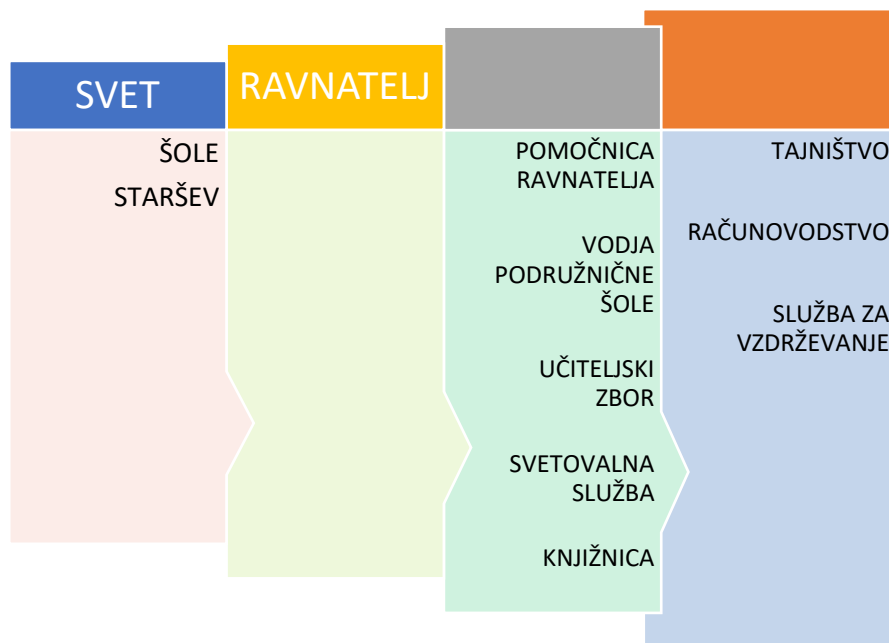 SVET
ŠOLE
STARŠEV
RAVNATELJ
POMOČNICA
RAVNATELJA
VODJA
PODRUŽNIČNE
ŠOLE
UČITELJSKI
ZBOR
SVETOVALNA
SLUŽBA
KNJIŽNICA
TAJNIŠTVO
RAČUNOVODSTVO
SLUŽBA ZA
VZDRŽEVANJE